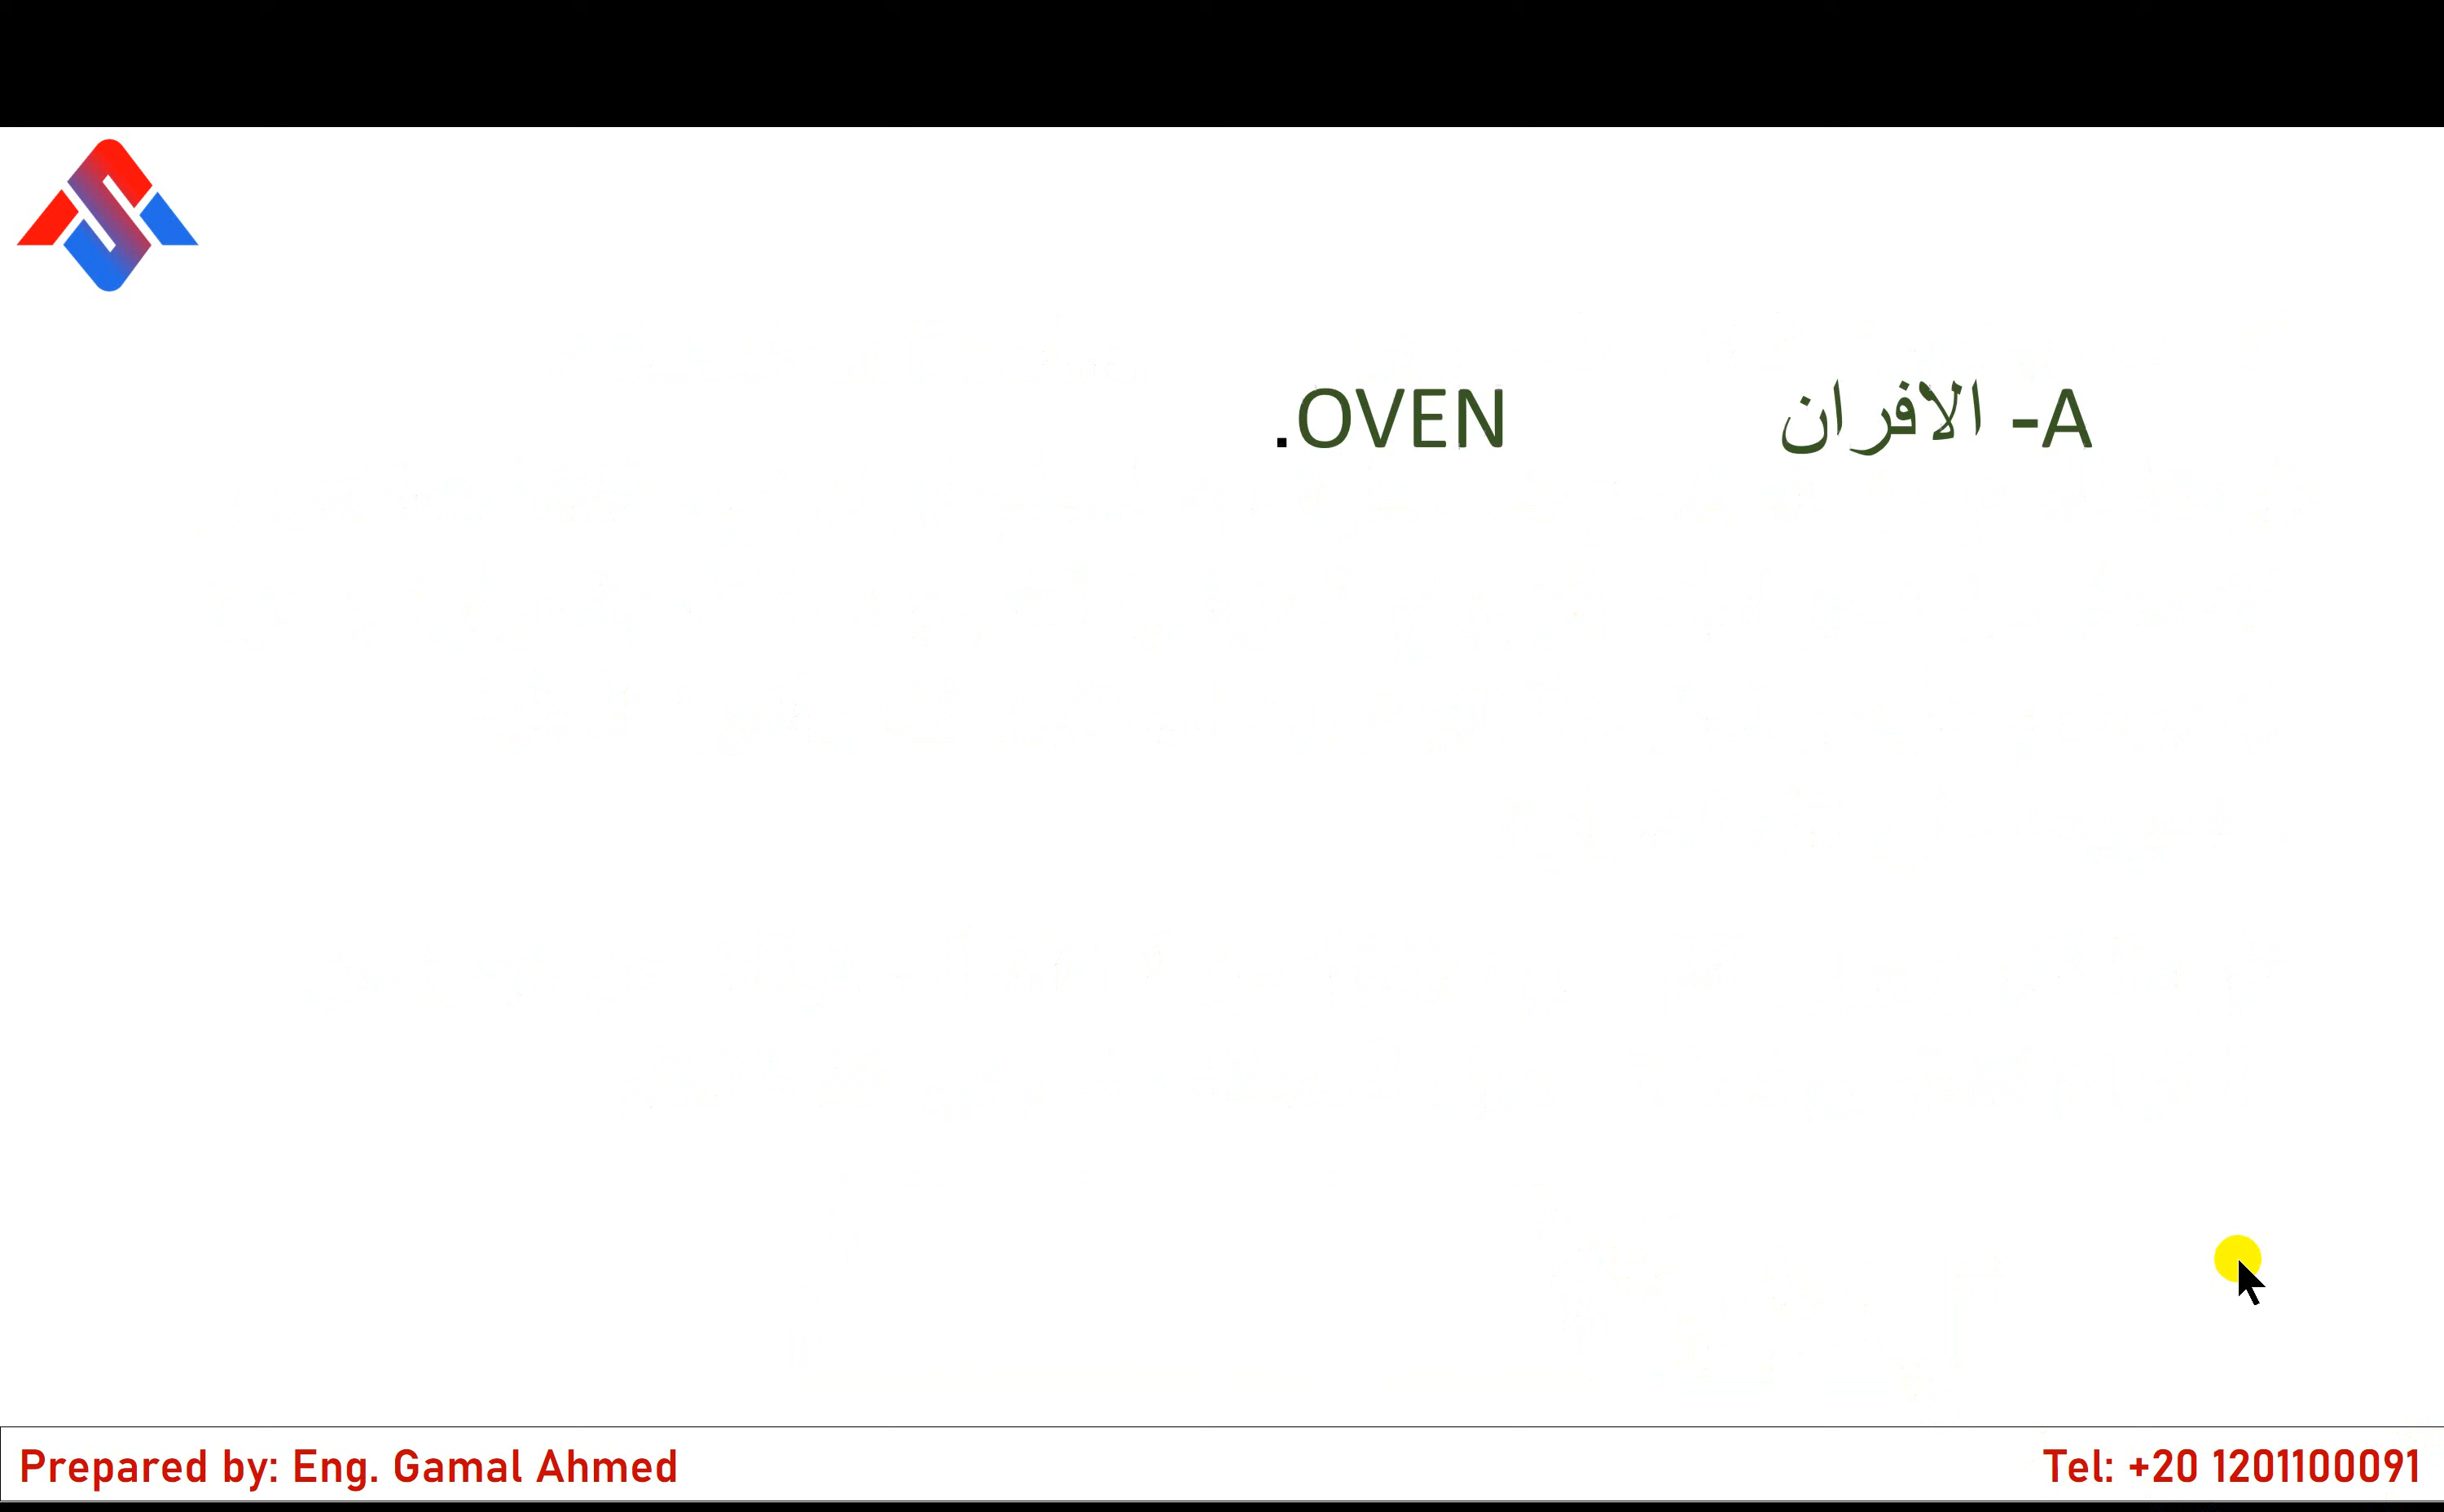 A- الافران OVEN.
Prepared by: Eng. Gamal Ahmed
Tel: +20 1201100091